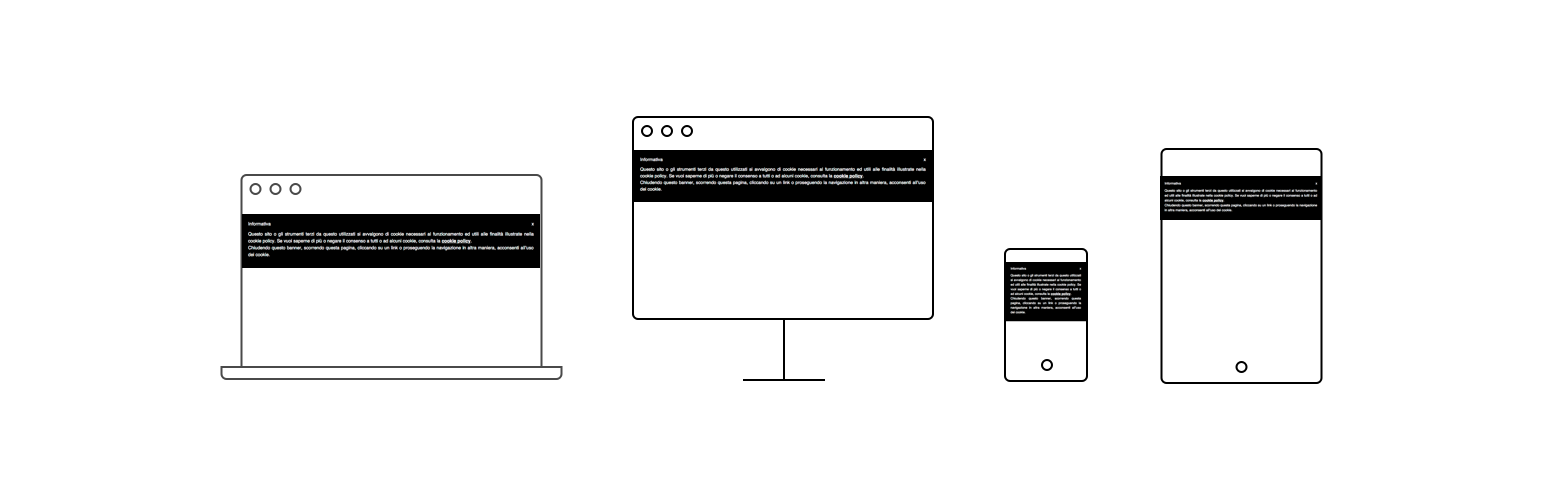 Informativa x
Questo sito o gli strumenti terzi da questo utilizzati si avvalgono di cookie necessari al funzionamento ed utili alle finalità illustrate nella
cookie policy. Se vuoi saperne di più o negare il consenso a tutti o ad alcuni cookie, consulta la cookie policy.
Chiudendo questo banner, scorrendo questa pagina, cliccando su un link o proseguendo la navigazione in altra maniera, acconsenti all'uso
dei cookie.
Informativa x
Questo sito o gli strumenti terzi da questo utilizzati si avvalgono di cookie necessari al funzionamento ed utili alle finalità illustrate nella
cookie policy. Se vuoi saperne di più o negare il consenso a tutti o ad alcuni cookie, consulta la cookie policy.
Chiudendo questo banner, scorrendo questa pagina, cliccando su un link o proseguendo la navigazione in altra maniera, acconsenti all'uso
dei cookie.
Informativa x
Questo sito o gli strumenti terzi da questo utilizzati
si avvalgono di cookie necessari al funzionamento
ed utili alle finalità illustrate nella cookie policy. Se
vuoi saperne di più o negare il consenso a tutti o
ad alcuni cookie, consulta la cookie policy.
Chiudendo questo banner, scorrendo questa
pagina, cliccando su un link o proseguendo la
navigazione in altra maniera, acconsenti all'uso
dei cookie.
Informativa x
Questo sito o gli strumenti terzi da questo utilizzati si avvalgono di cookie necessari al funzionamento
ed utili alle finalità illustrate nella cookie policy. Se vuoi saperne di più o negare il consenso a tutti o ad
alcuni cookie, consulta la cookie policy.
Chiudendo questo banner, scorrendo questa pagina, cliccando su un link o proseguendo la navigazione
in altra maniera, acconsenti all'uso dei cookie.